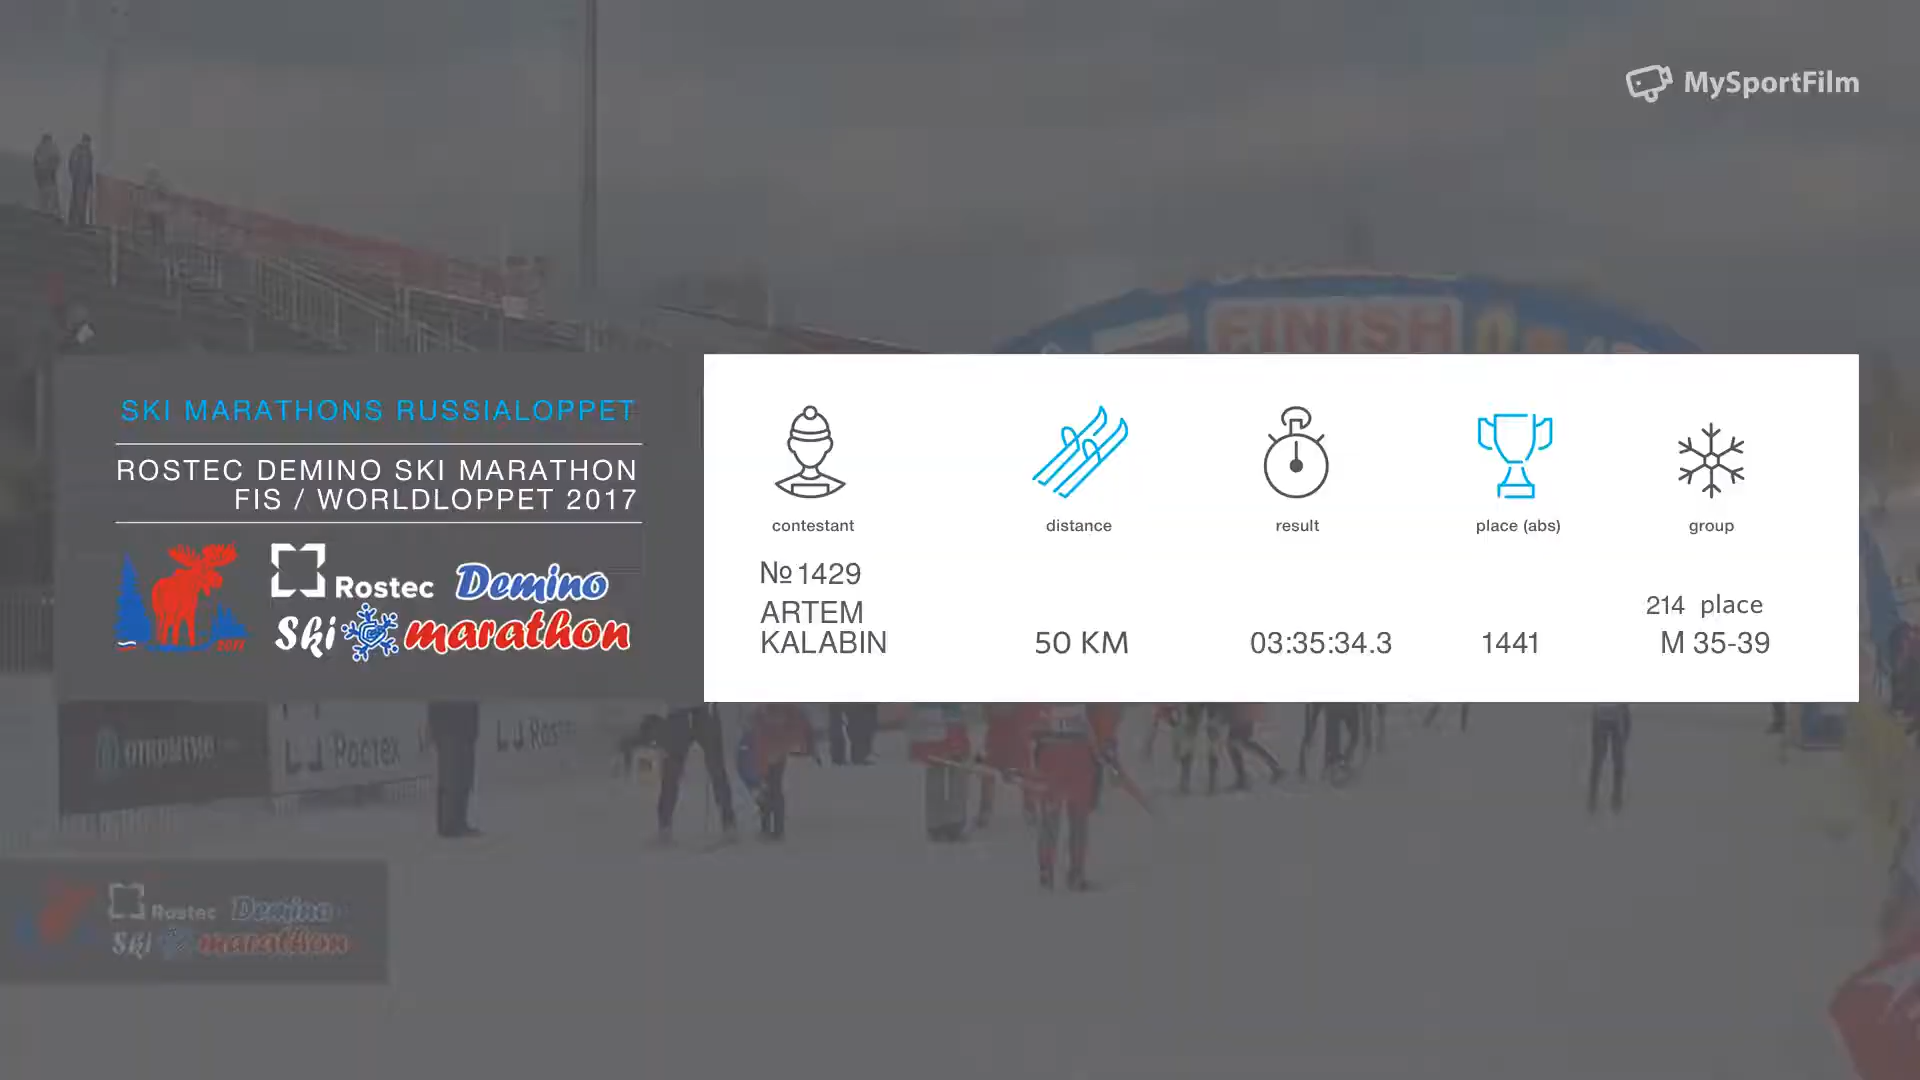 MySportFilm
FINISH
SKI MARATHONS RUSSIALOPPET
ROSTEC DEMINO SKI MARATHON
FIS / WORLDLOPPET 2017
2017
Rostec Demino
Ski marathon
contestant
distance
result
place (abs)
group
№1429
ARTEM
KALABIN
50 KM
03:35:34.3
1441
214 place
M 35-39
Rostex
Rostec Demino
Ski marathon